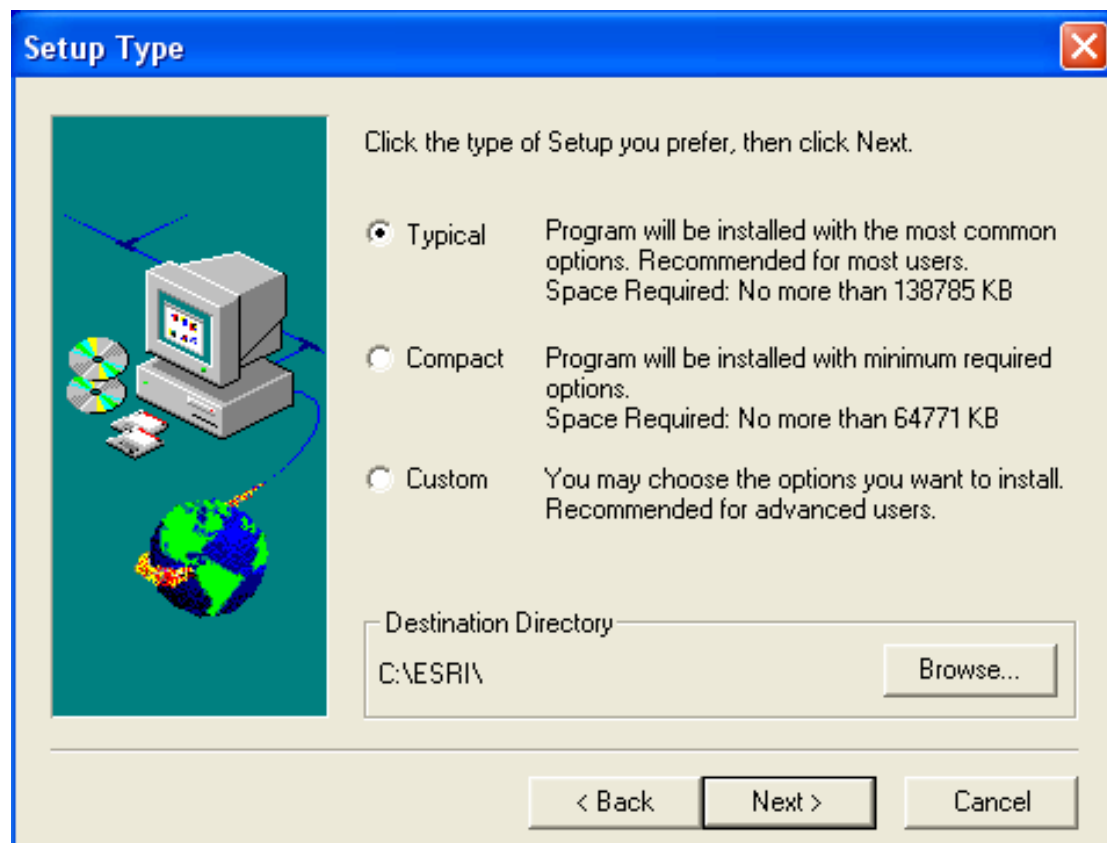 Setup Type
Click the type of Setup you prefer, then click Next.
Typical
Program will be installed with the most common
options. Recommended for most users.
Space Required: No more than 138785 KB
Compact
Program will be installed with minimum required
options.
Space Required: No more than 64771 KB
Custom
You may choose the options you want to install.
Recommended for advanced users.
Destination Directory
C:\ESRI\
Browse...
< Back
Next >
Cancel